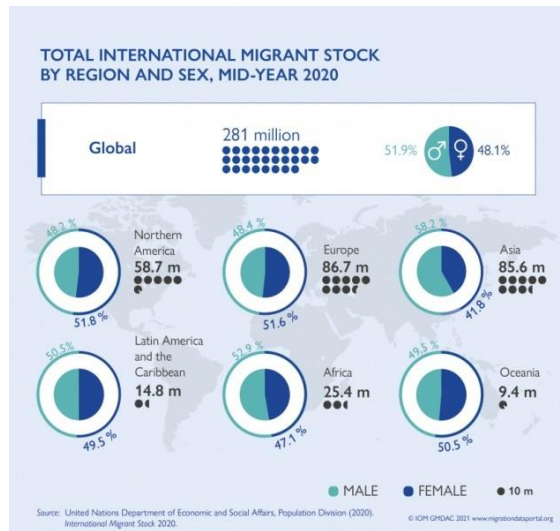 TOTAL INTERNATIONAL MIGRANT STOCK
BY REGION AND SEX, MID-YEAR 2020
Global
281 million
51.9%
48.1%
48.2 %
Northern
America
58.7 m
51.8 %
48.4 %
Europe
86.7 m
51.6 %
58.2 %
Asia
85.6 m
41.8 %
50.5%
Latin America
and the
Caribbean
14.8 m
49.5 %
52.9 %
Africa
25.4 m
47.1 %
49.5 %
Oceania
9.4 m
50.5 %
MALE FEMALE 10 m
Source: United Nations Department of Economic and Social Affairs, Population Division (2020).
International Migrant Stock 2020.
© IOM GMDAC 2021 www.migrationdataportal.org